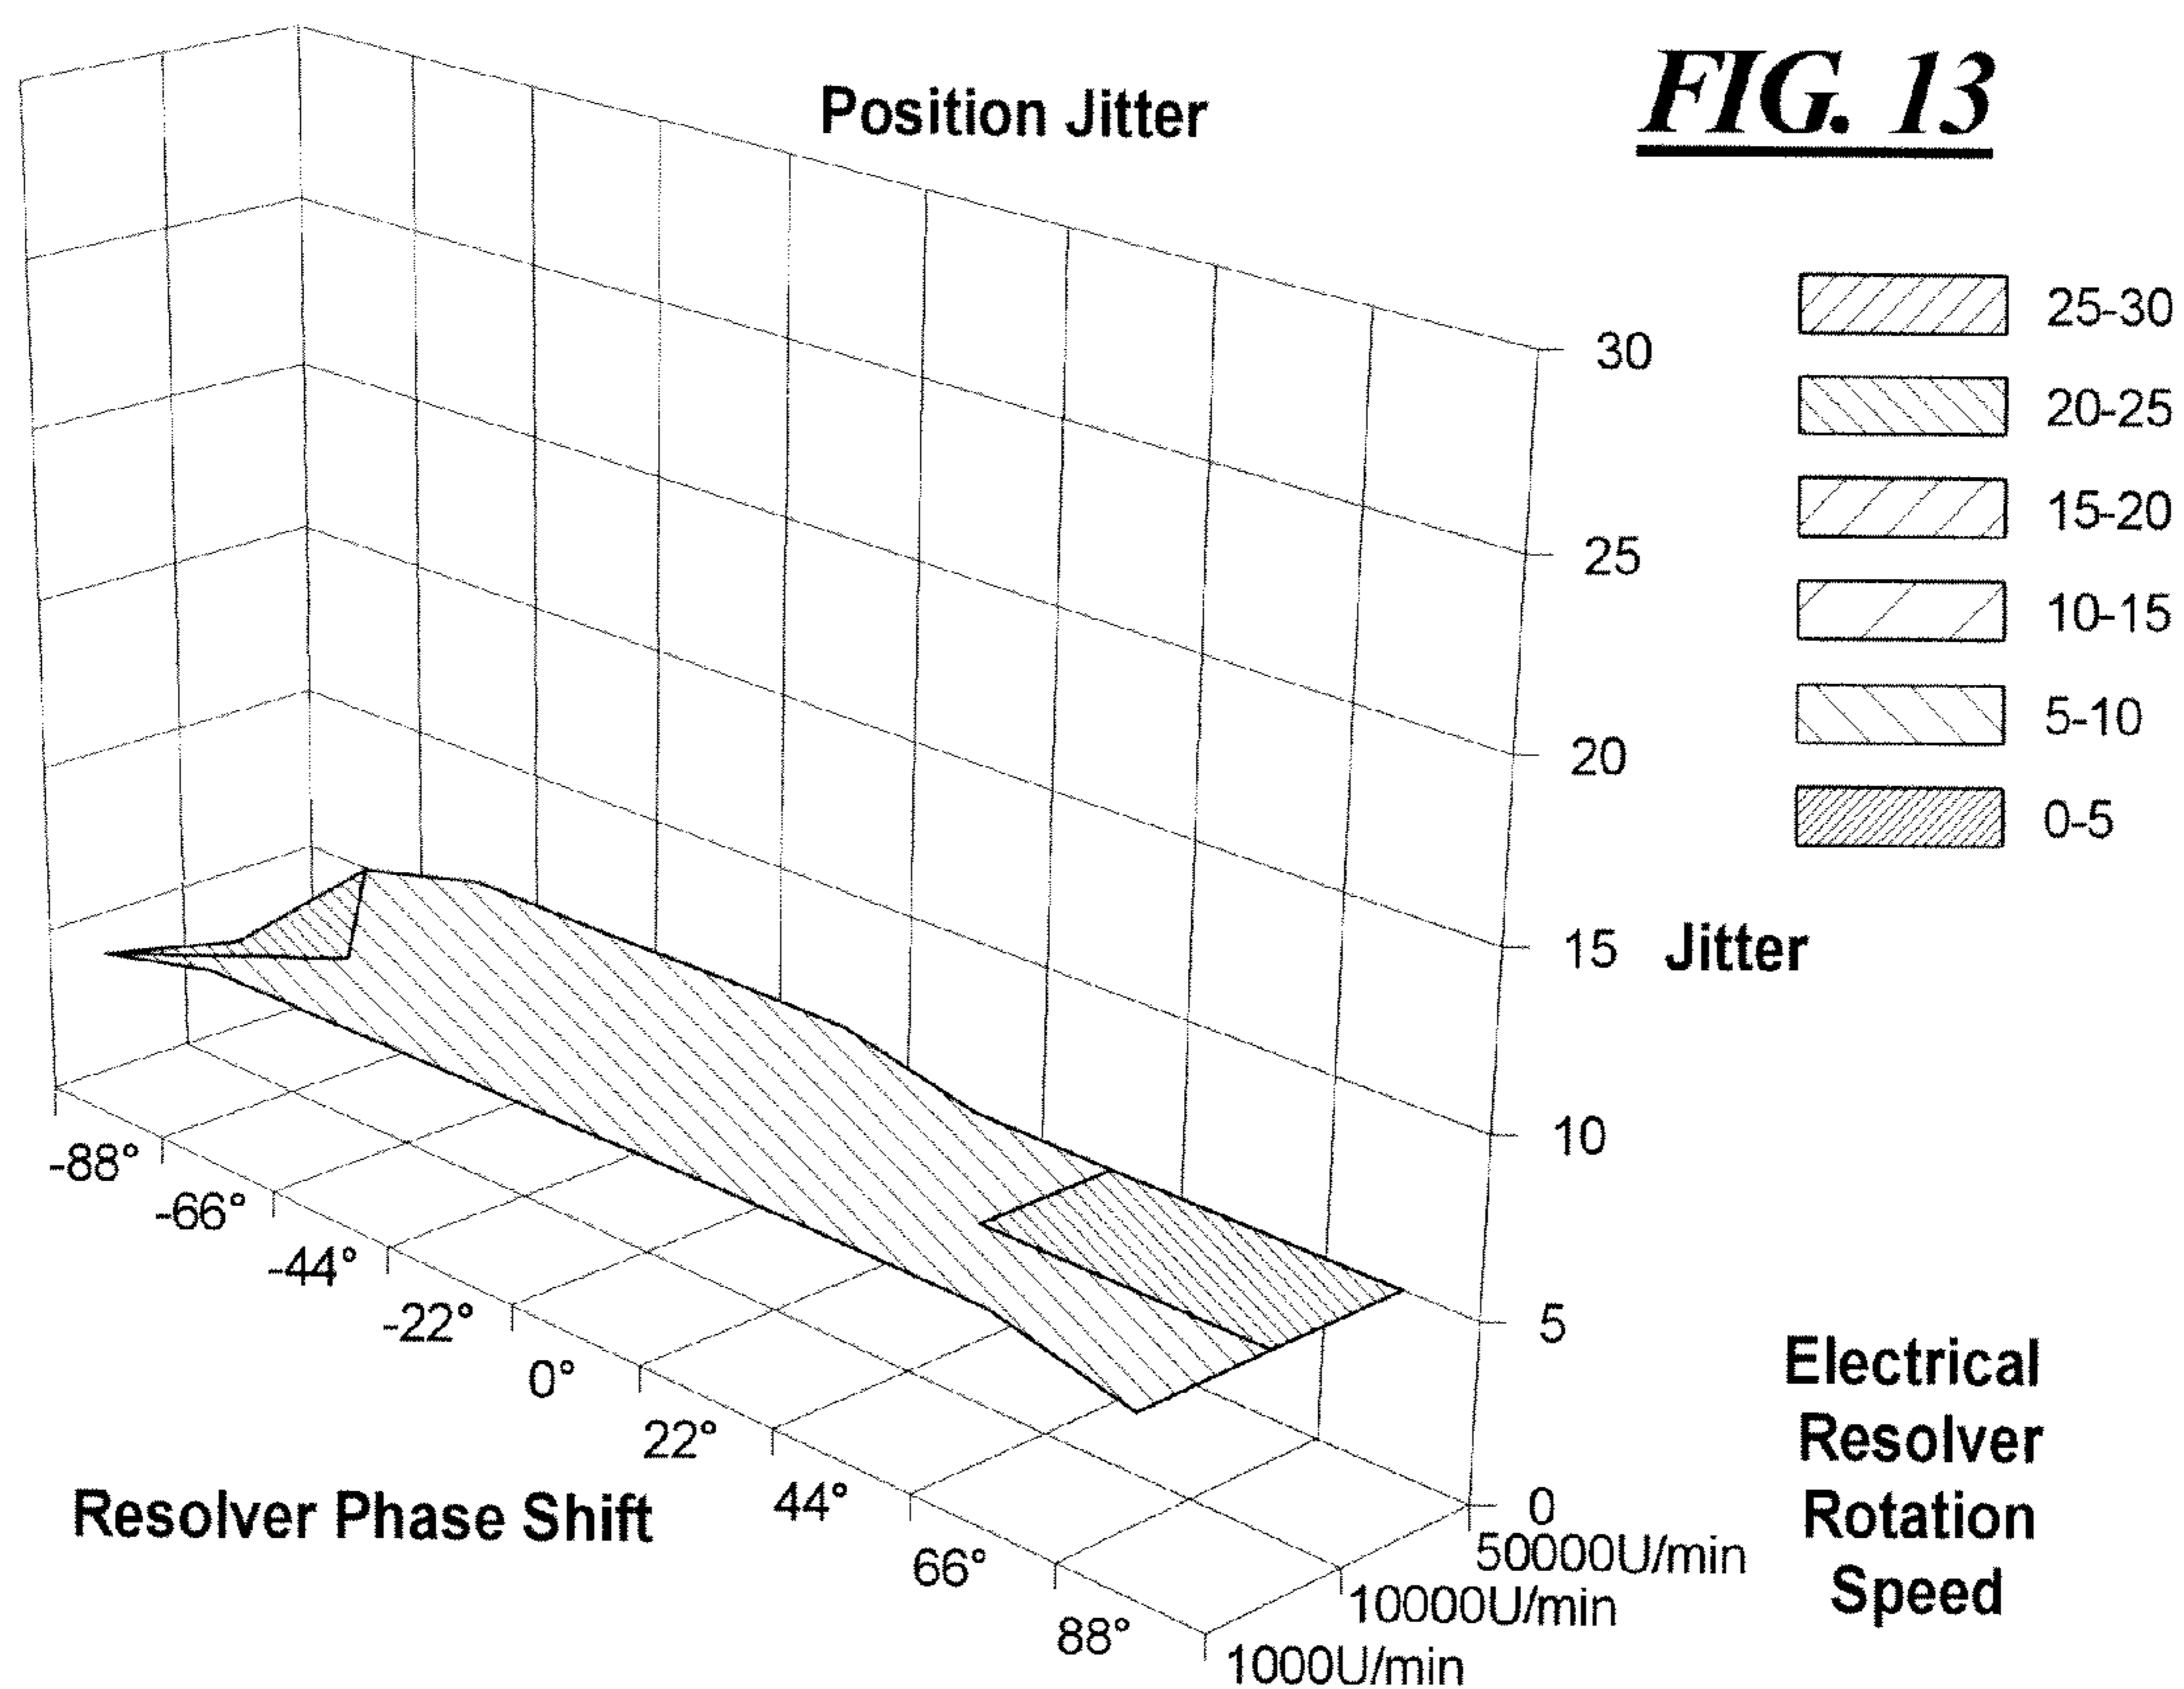 Position Jitter
FIG. 13
25-30
20-25
15-20
10-15
5-10
0-5
30
25
20
15
10
5
0
Jitter
-88°
-66°
-44°
-22°
0°
22°
44°
66°
88°
Resolver Phase Shift
50000U/min
10000U/min
1000U/min
Electrical
Resolver
Rotation
Speed